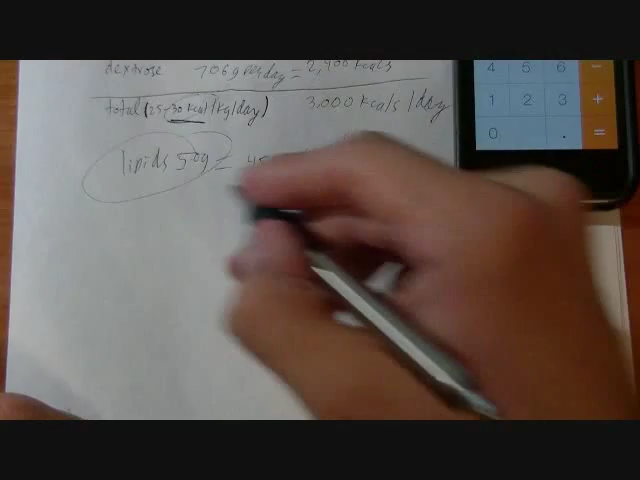 dextrose 706g per day = 2,400 kcals
total (25-30 kcal/kg/day) 3,000 kcals/day
lipids 50g = 45
4 5 6 −
1 2 3 +
0 . =